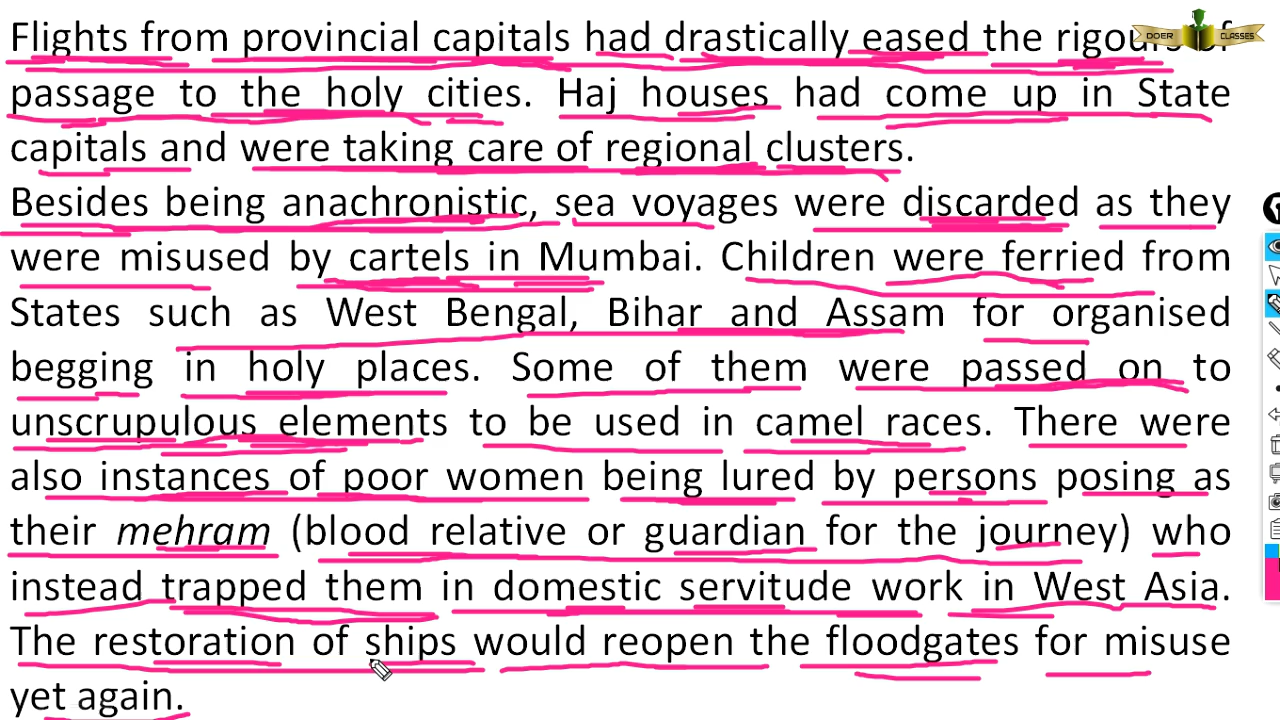 Flights from provincial capitals had drastically eased the rigours of
passage to the holy cities. Haj houses had come up in State
capitals and were taking care of regional clusters.
Besides being anachronistic, sea voyages were discarded as they
were misused by cartels in Mumbai. Children were ferried from
States such as West Bengal, Bihar and Assam for organised
begging in holy places. Some of them were passed on to
unscrupulous elements to be used in camel races. There were
also instances of poor women being lured by persons posing as
their mehram (blood relative or guardian for the journey) who
instead trapped them in domestic servitude work in West Asia.
The restoration of ships would reopen the floodgates for misuse
yet again.
DOER CLASSES